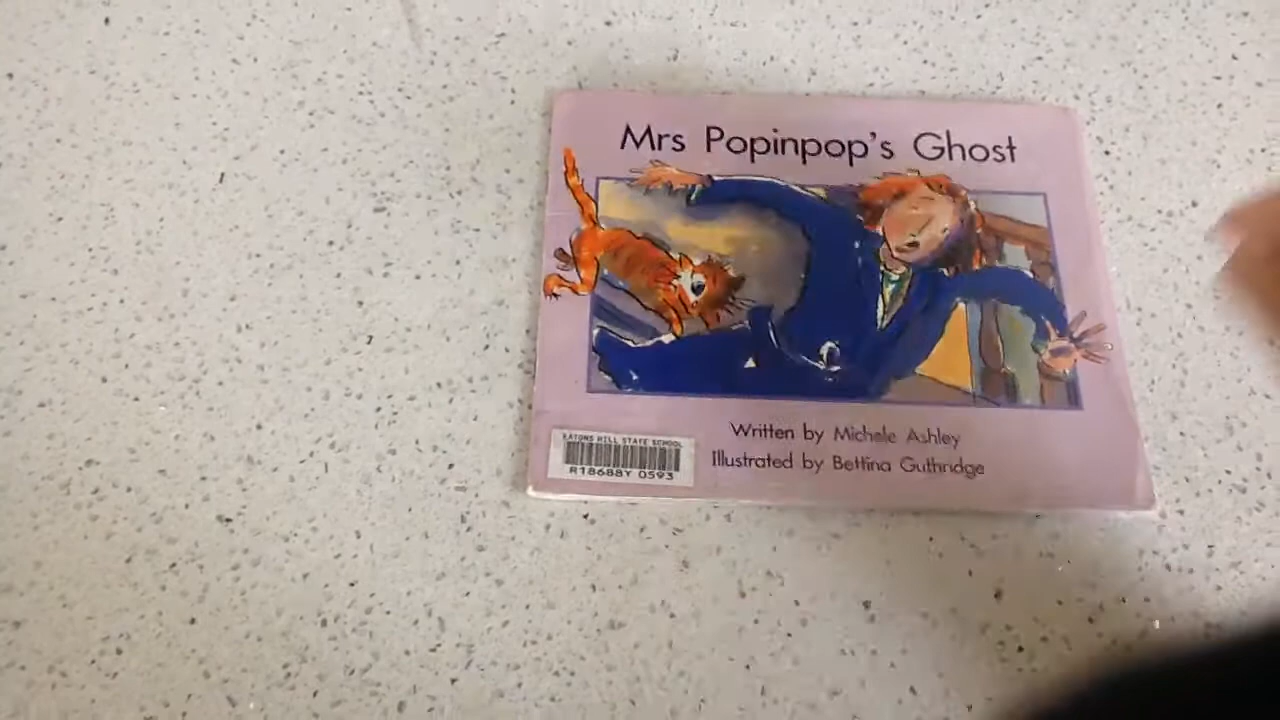 Mrs Popinpop's Ghost
Written by Michele Ashley
Illustrated by Bettina Guthridge
EATONS HILL STATE SCHOOL
R18688Y 0593